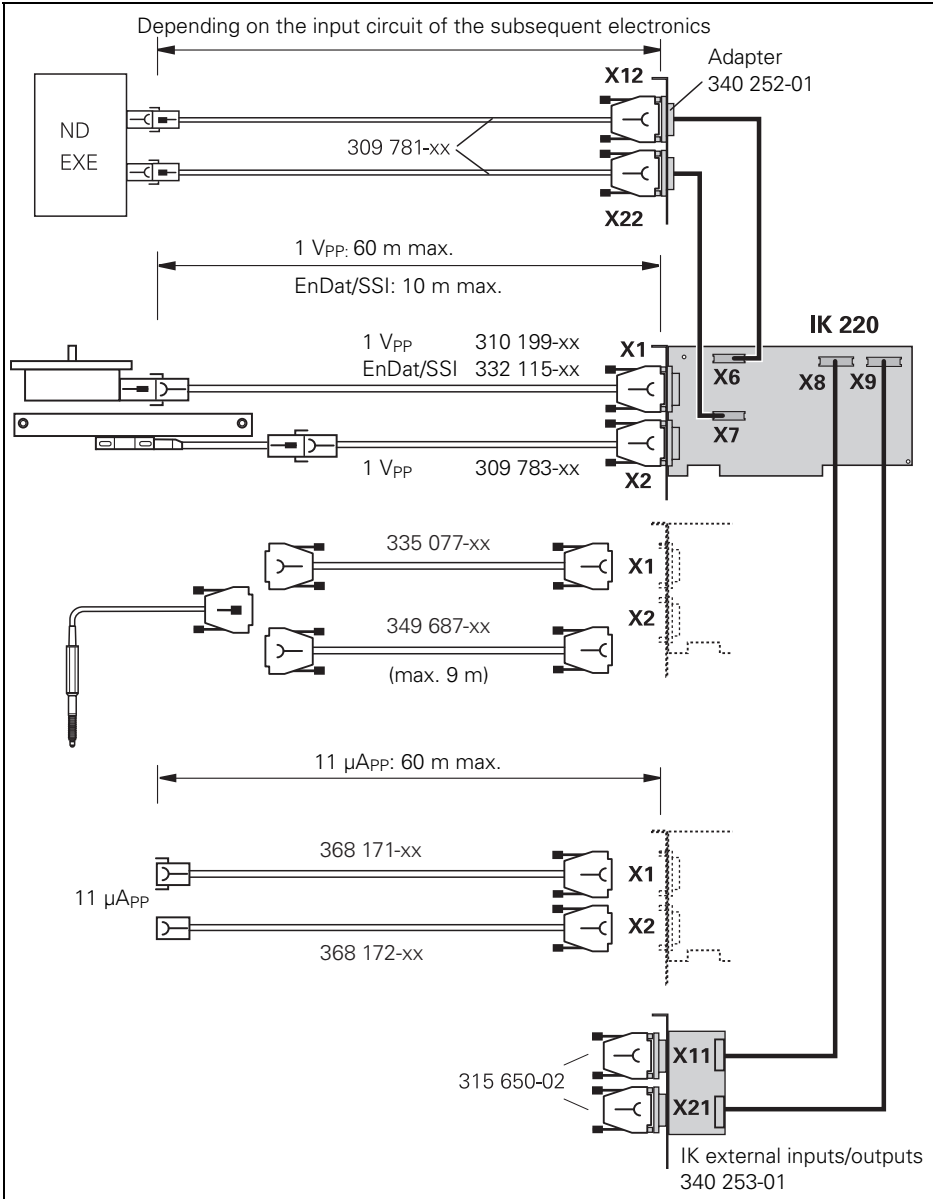 Depending on the input circuit of the subsequent electronics
X12
Adapter
340 252-01
ND
EXE
309 781-xx
X22
1 VPP: 60 m max.
EnDat/SSI: 10 m max.
IK 220
1 VPP 310 199-xx
EnDat/SSI 332 115-xx
X1
X6
X8
X9
X7
1 VPP 309 783-xx
X2
335 077-xx
X1
X2
349 687-xx
(max. 9 m)
11 µAPP: 60 m max.
368 171-xx
X1
11 µAPP
X2
368 172-xx
X11
315 650-02
X21
IK external inputs/outputs
340 253-01